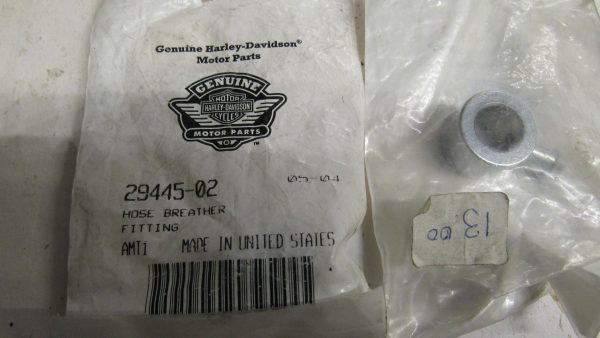 Genuine Harley-Davidson®
Motor Parts
GENUINE
MOTOR
HARLEY-DAVIDSON
CYCLES
MOTOR PARTS
™
29445-02
05-04
HOSE BREATHER
FITTING
AMT1 MADE IN UNITED STATES
13,00